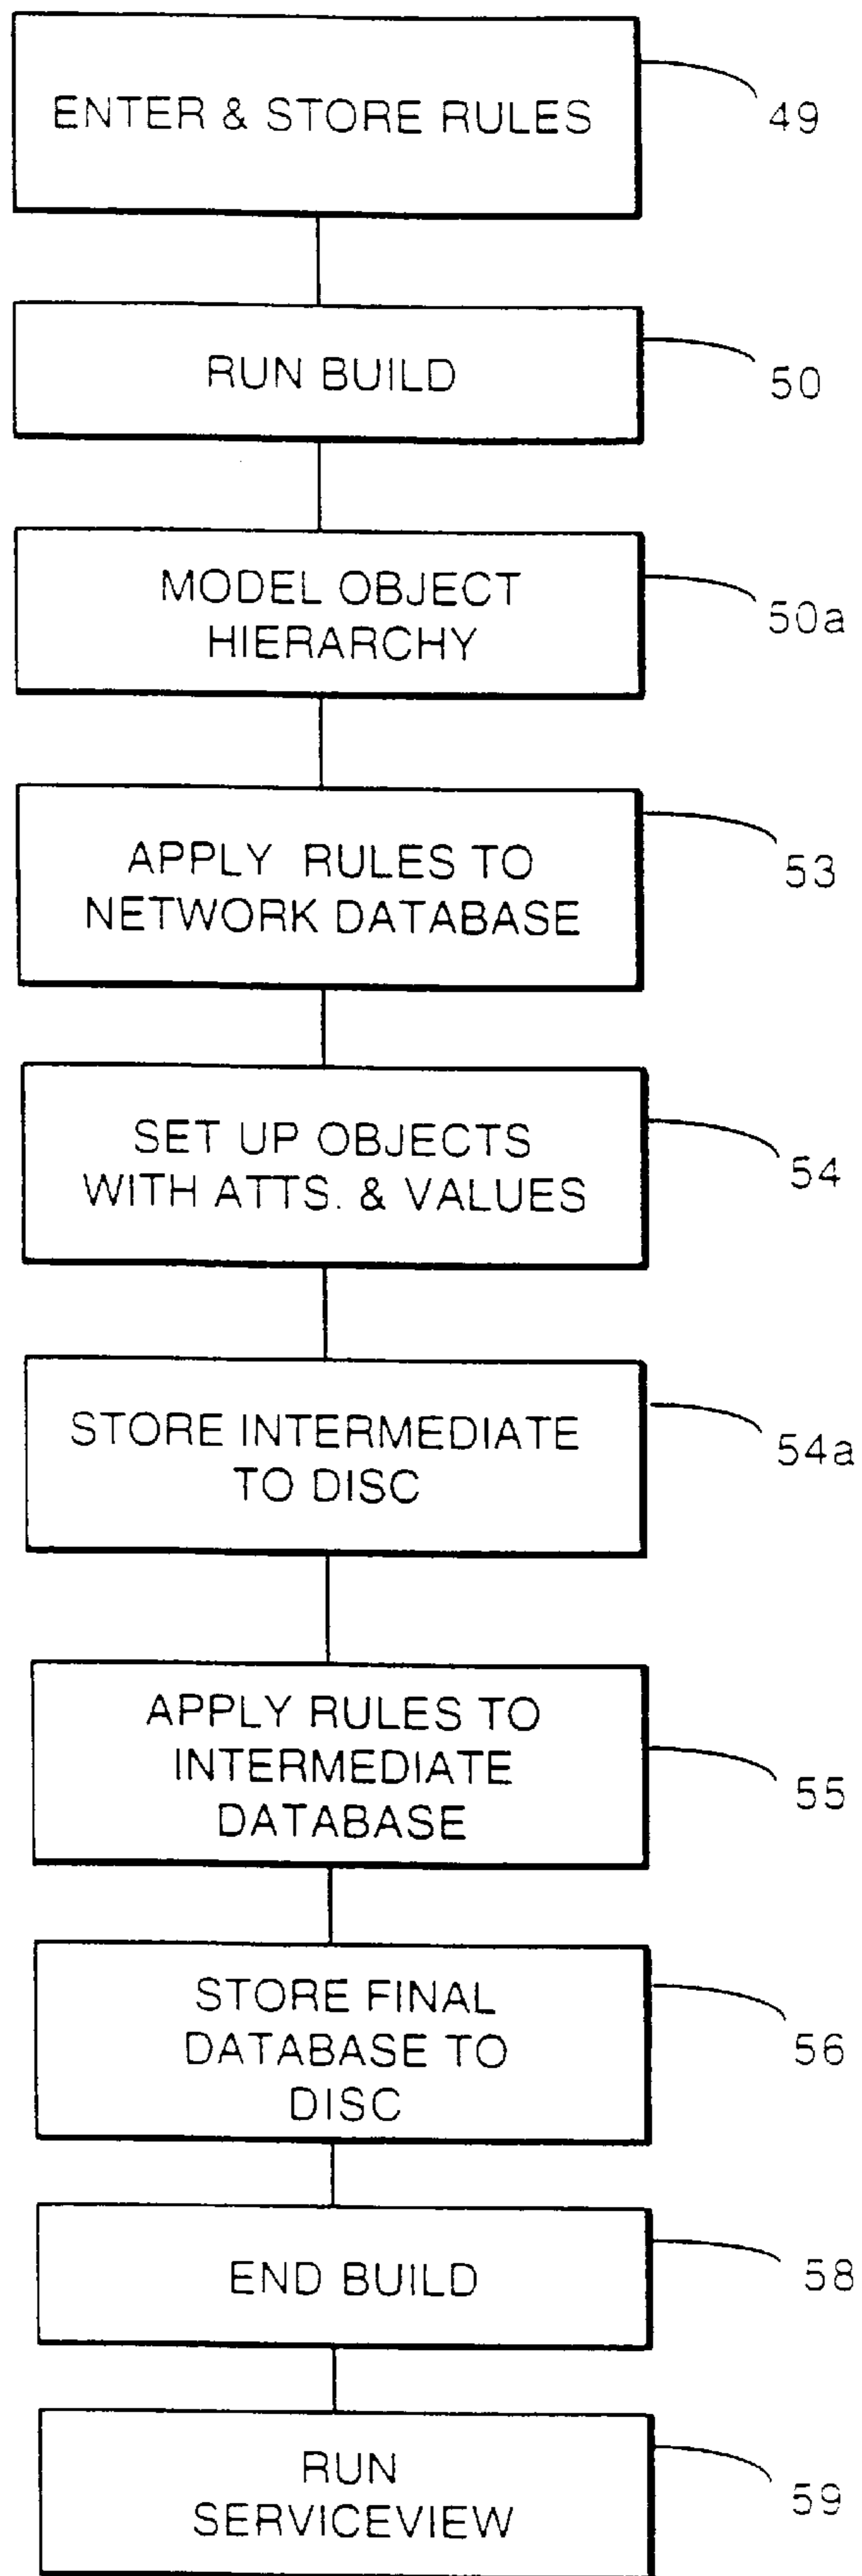 ENTER & STORE RULES
49
RUN BUILD
50
MODEL OBJECT
HIERARCHY
50a
APPLY RULES TO
NETWORK DATABASE
53
SET UP OBJECTS
WITH ATTS. & VALUES
54
STORE INTERMEDIATE
TO DISC
54a
APPLY RULES TO
INTERMEDIATE
DATABASE
55
STORE FINAL
DATABASE TO
DISC
56
END BUILD
58
RUN
SERVICEVIEW
59